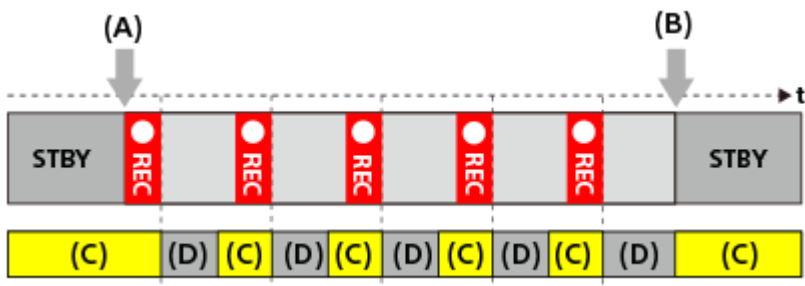 (A) (B)
t
STBY REC REC REC REC REC STBY
(C) (D) (C) (D) (C) (D) (C) (D) (C) (D) (C)